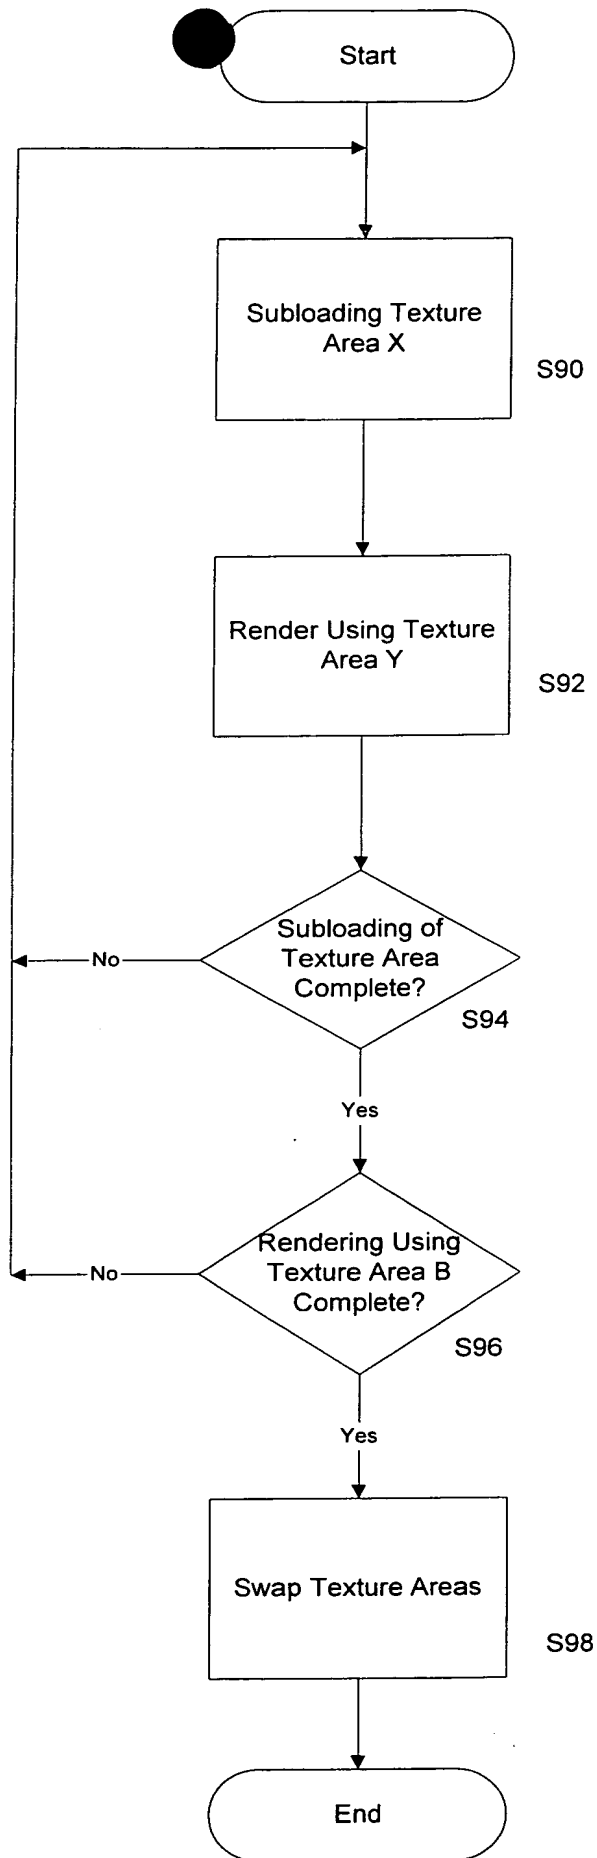 Start
Subloading Texture
Area X
S90
Render Using Texture
Area Y
S92
Subloading of
Texture Area
Complete?
S94
No
Yes
Rendering Using
Texture Area B
Complete?
S96
No
Yes
Swap Texture Areas
S98
End